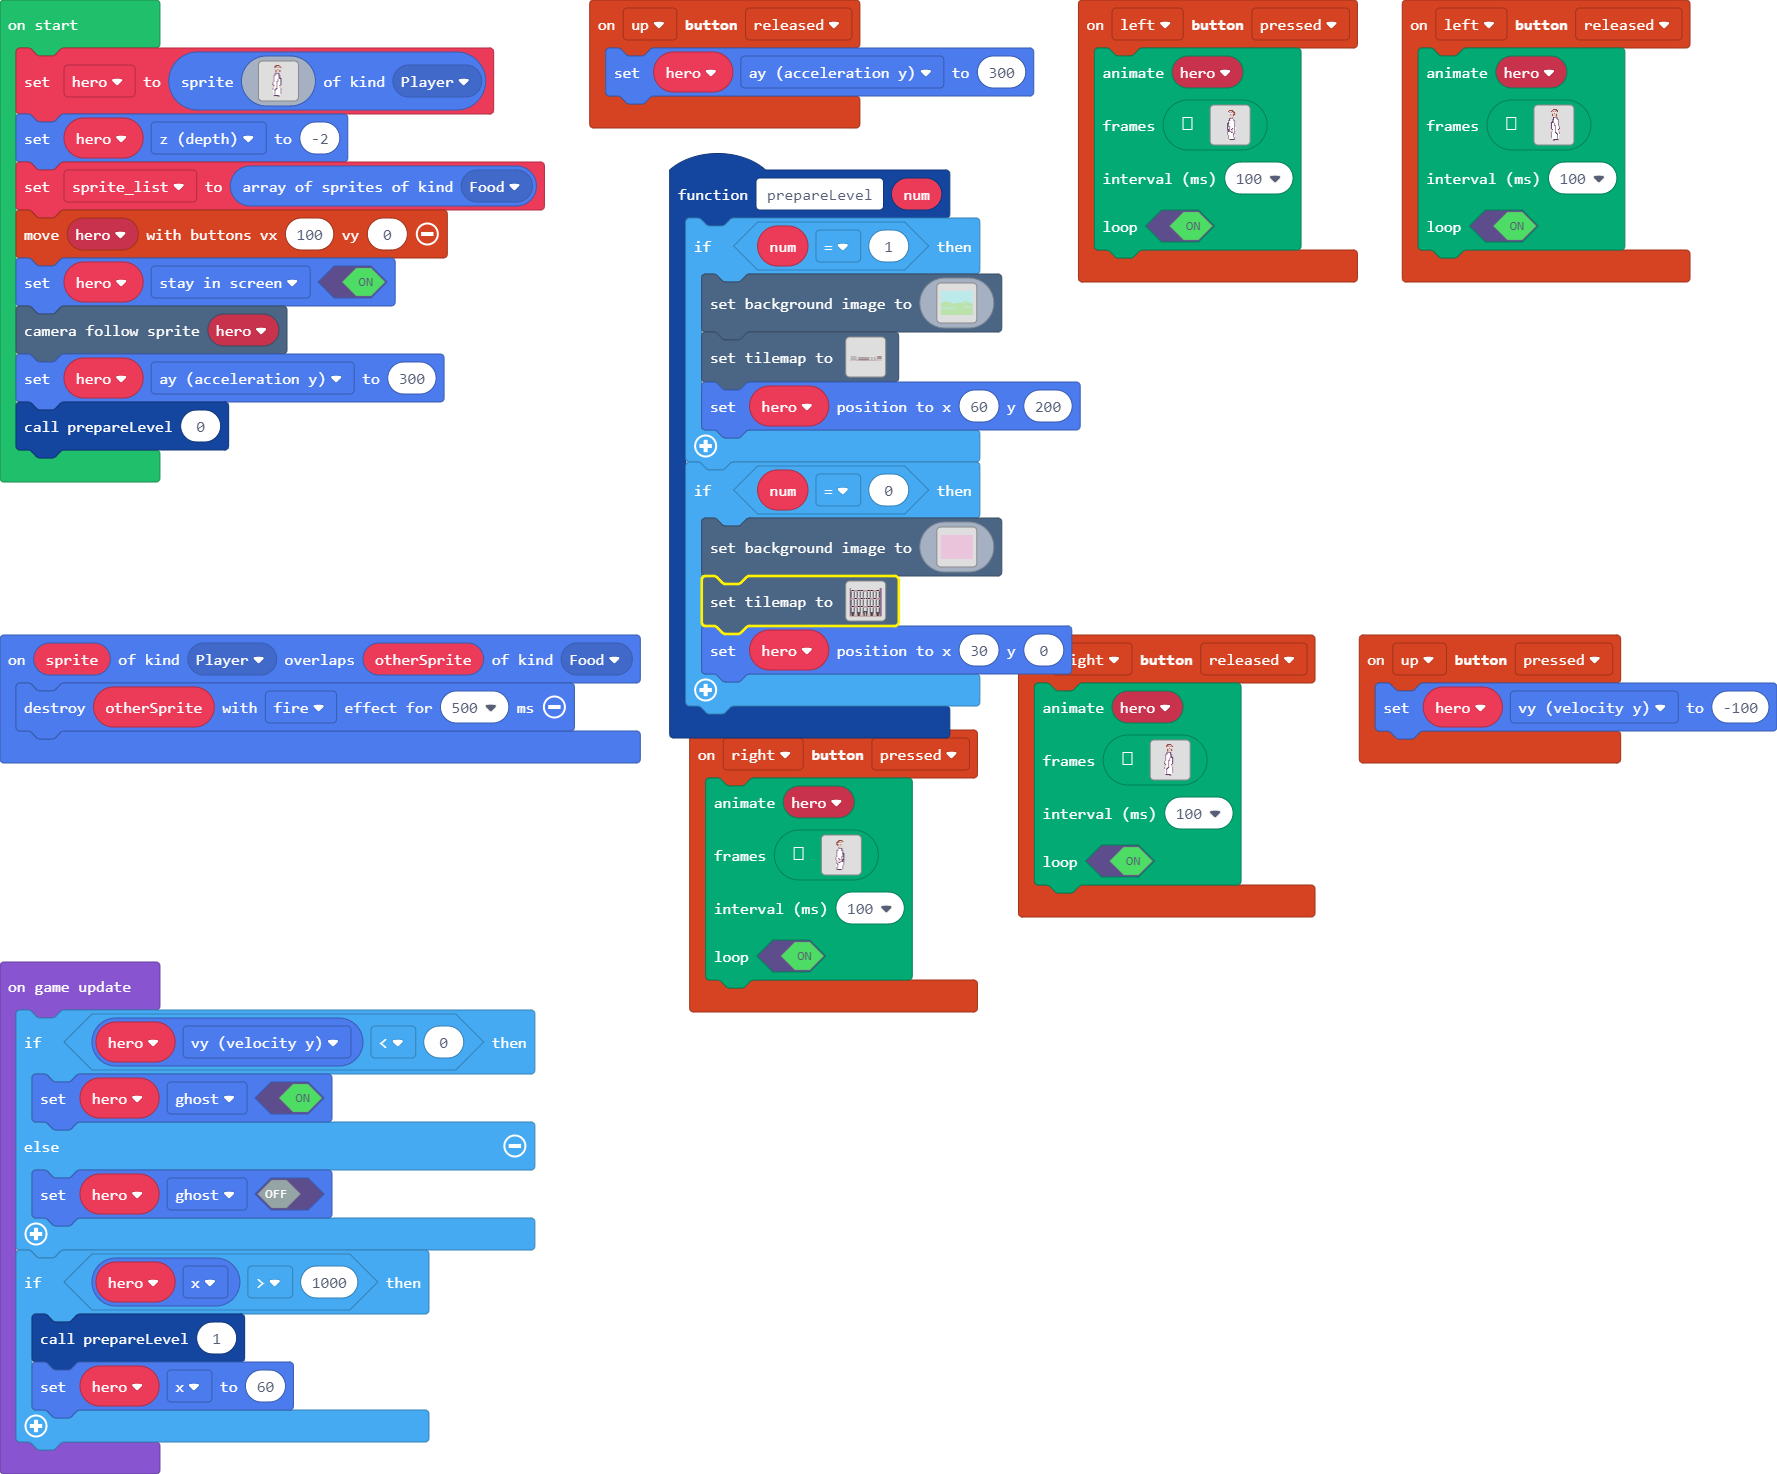 on start
set hero to sprite of kind Player
set hero z (depth) to -2
set sprite_list to array of sprites of kind Food
move hero with buttons vx 100 vy 0
set hero stay in screen ON
camera follow sprite hero
set hero ay (acceleration y) to 300
call prepareLevel 0
on up button released
set hero ay (acceleration y) to 300
function prepareLevel num
if num = 1 then
set background image to
set tilemap to
set hero position to x 60 y 200
if num = 0 then
set background image to
set tilemap to
set hero position to x 30 y 0
on left button pressed
animate hero
frames
interval (ms) 100
loop ON
on left button released
animate hero
frames
interval (ms) 100
loop ON
on sprite of kind Player overlaps otherSprite of kind Food
destroy otherSprite with fire effect for 500 ms
ight button released
animate hero
frames
interval (ms) 100
loop ON
on up button pressed
set hero vy (velocity y) to -100
on right button pressed
animate hero
frames
interval (ms) 100
loop ON
on game update
if hero vy (velocity y) < 0 then
set hero ghost ON
else
set hero ghost OFF
if hero x > 1000 then
call prepareLevel 1
set hero x to 60